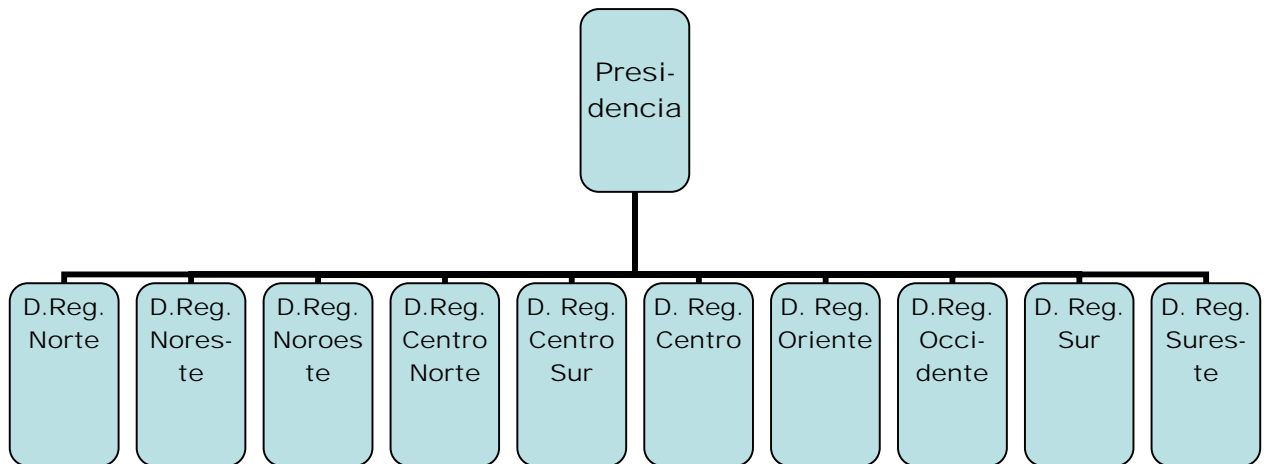 Presi-
dencia
D.Reg.
Norte
D.Reg.
Nores-
te
D.Reg.
Noroes
te
D.Reg.
Centro
Norte
D. Reg.
Centro
Sur
D. Reg.
Centro
D. Reg.
Oriente
D.Reg.
Occi-
dente
D. Reg.
Sur
D. Reg.
Sures-
te